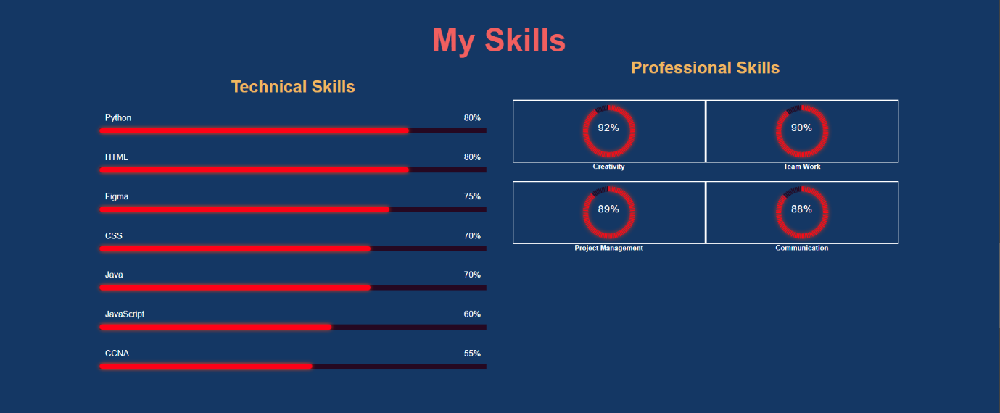 My Skills
Technical Skills
Python 80%
HTML 80%
Figma 75%
CSS 70%
Java 70%
JavaScript 60%
CCNA 55%
Professional Skills
92% 90%
Creativity Team Work
89% 88%
Project Management Communication